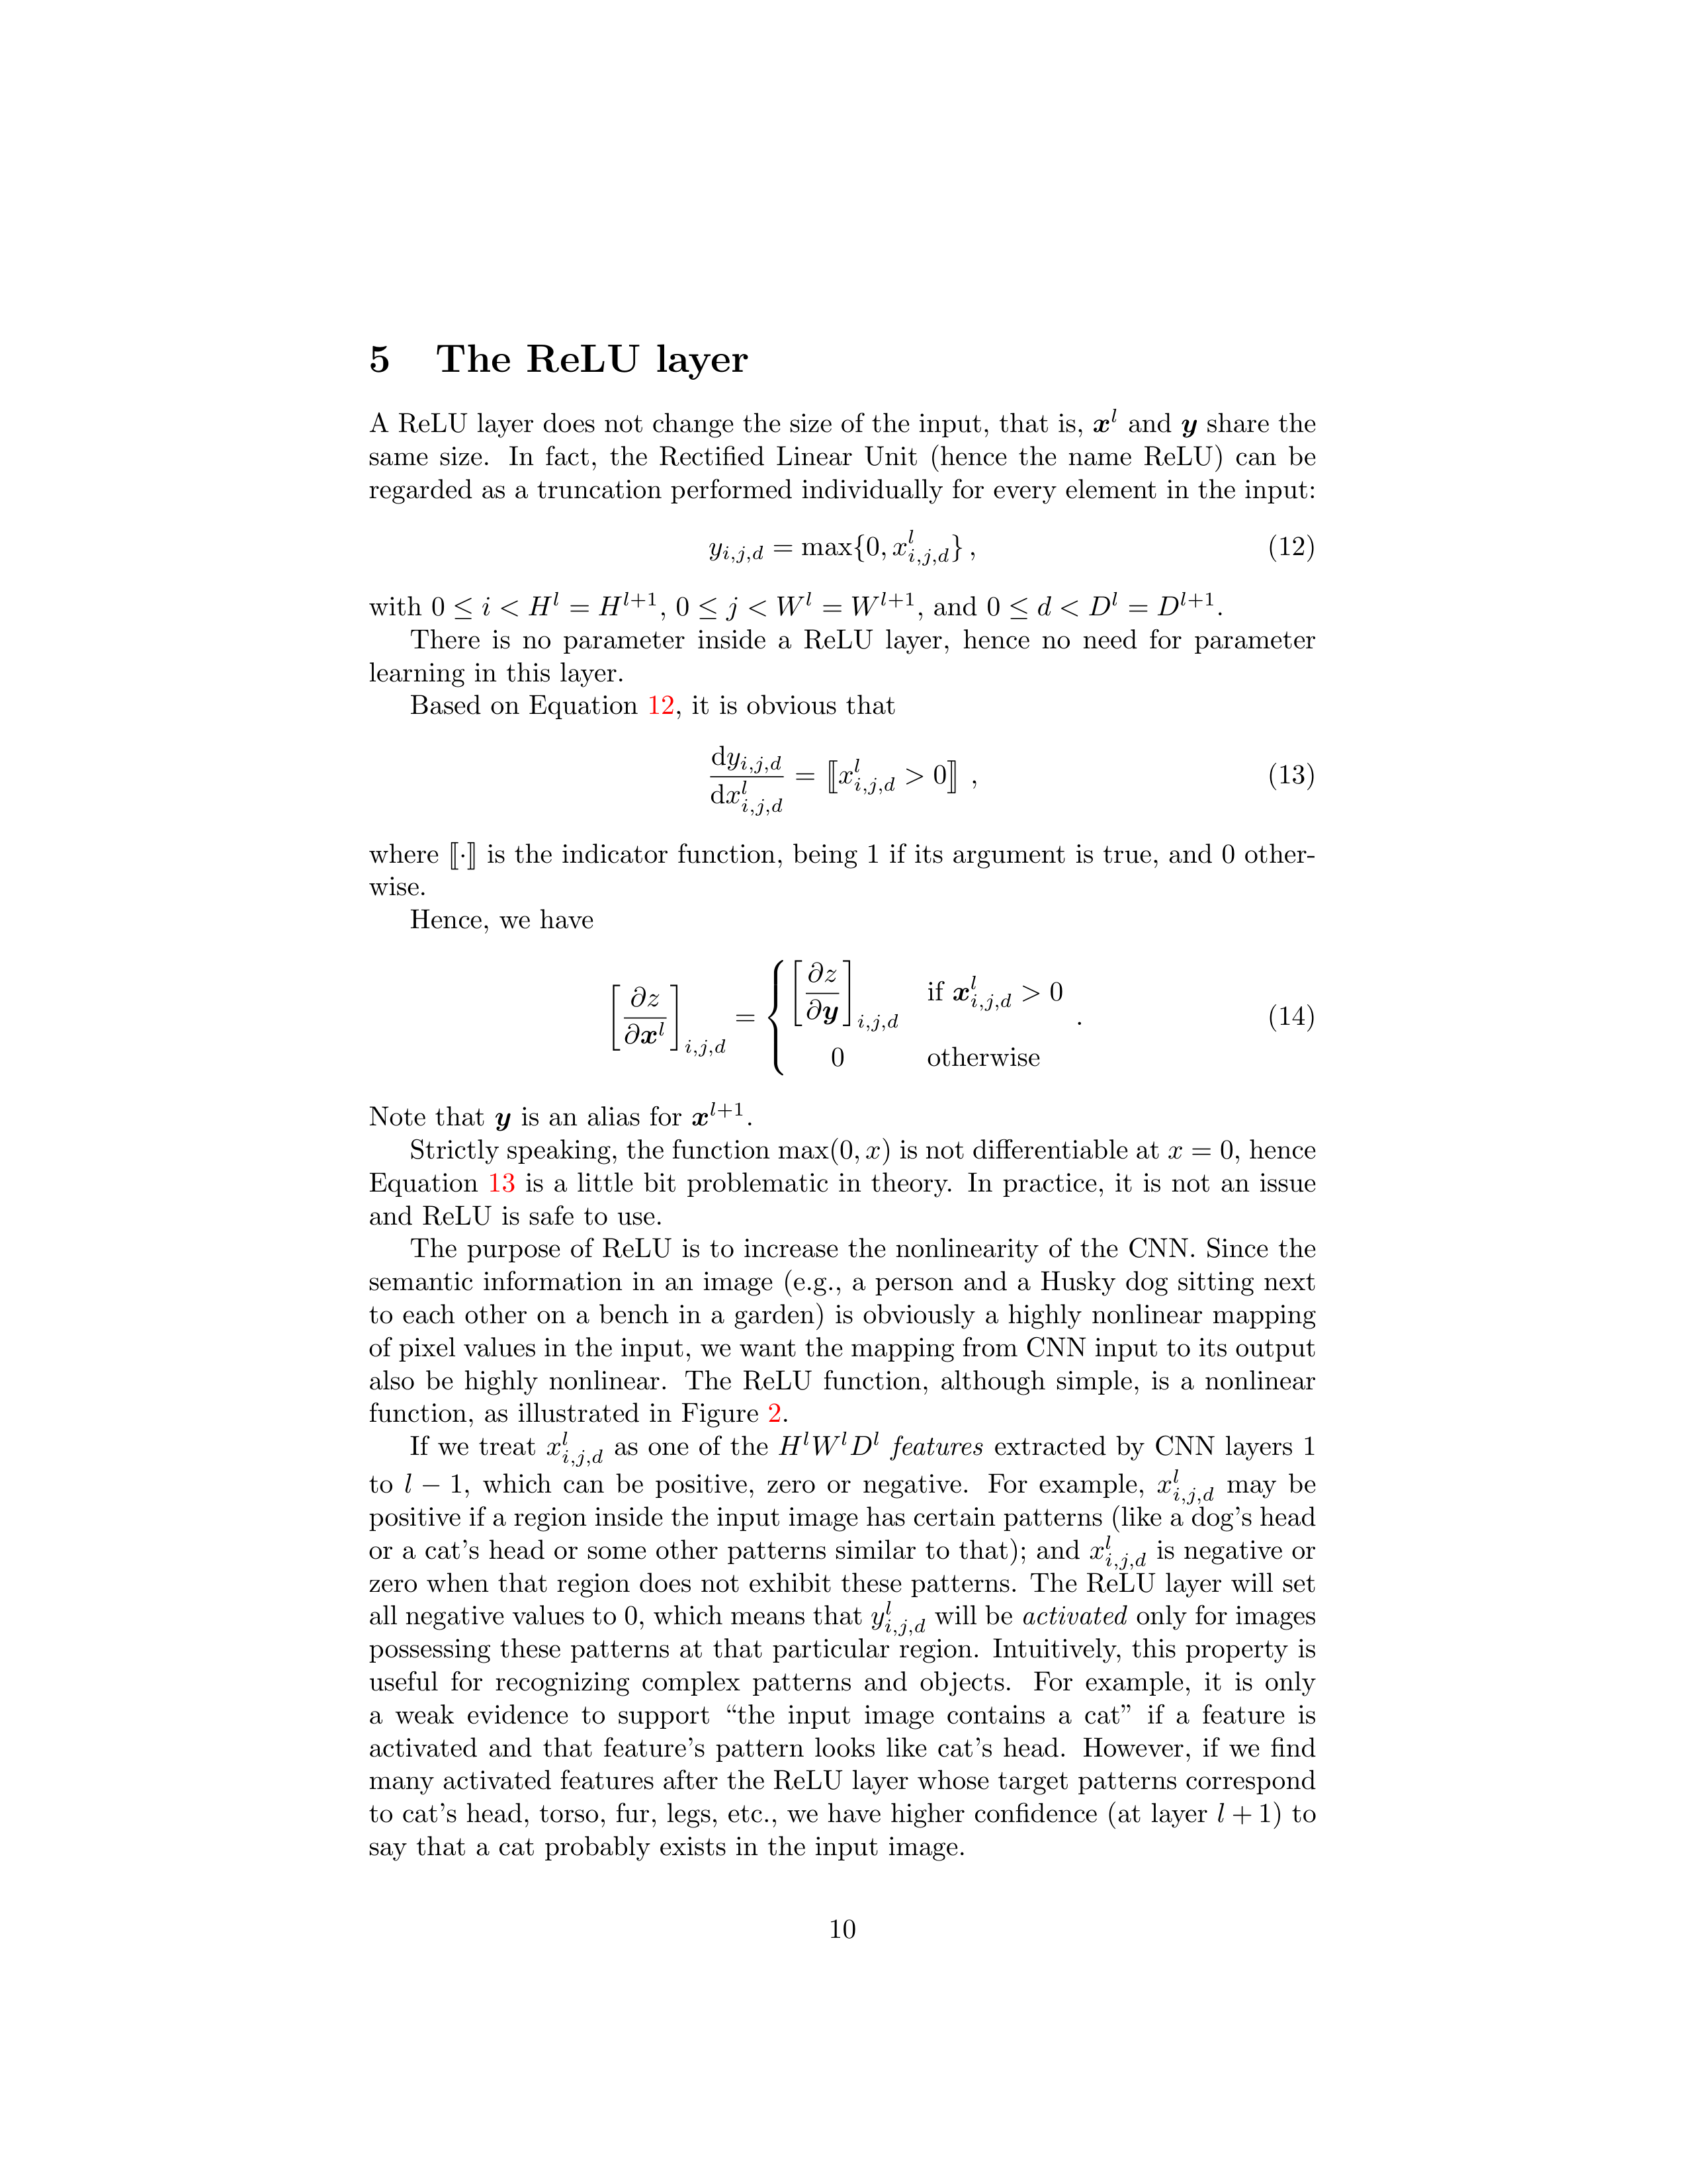 5 The ReLU layer
A ReLU layer does not change the size of the input, that is, $\boldsymbol{x}^l$ and $\boldsymbol{y}$ share the
same size. In fact, the Rectified Linear Unit (hence the name ReLU) can be
regarded as a truncation performed individually for every element in the input:
$y_{i,j,d} = \max\{0, x^l_{i,j,d}\}\,,$ (12)
with $0 \le i < H^l = H^{l+1}$, $0 \le j < W^l = W^{l+1}$, and $0 \le d < D^l = D^{l+1}$.
There is no parameter inside a ReLU layer, hence no need for parameter
learning in this layer.
Based on Equation 12, it is obvious that
$\frac{\mathrm{d}y_{i,j,d}}{\mathrm{d}x^l_{i,j,d}} = [\![ x^l_{i,j,d} > 0 ]\!]\,,$ (13)
where $[\![\cdot]\!]$ is the indicator function, being 1 if its argument is true, and 0 other-
wise.
Hence, we have
$\left[\frac{\partial z}{\partial \boldsymbol{x}^l}\right]_{i,j,d} = \begin{cases} \left[\frac{\partial z}{\partial \boldsymbol{y}}\right]_{i,j,d} & \text{if } \boldsymbol{x}^l_{i,j,d} > 0 \\ 0 & \text{otherwise} \end{cases}.$ (14)
Note that $\boldsymbol{y}$ is an alias for $\boldsymbol{x}^{l+1}$.
Strictly speaking, the function $\max(0, x)$ is not differentiable at $x = 0$, hence
Equation 13 is a little bit problematic in theory. In practice, it is not an issue
and ReLU is safe to use.
The purpose of ReLU is to increase the nonlinearity of the CNN. Since the
semantic information in an image (e.g., a person and a Husky dog sitting next
to each other on a bench in a garden) is obviously a highly nonlinear mapping
of pixel values in the input, we want the mapping from CNN input to its output
also be highly nonlinear. The ReLU function, although simple, is a nonlinear
function, as illustrated in Figure 2.
If we treat $x^l_{i,j,d}$ as one of the $H^lW^lD^l$ features extracted by CNN layers 1
to $l - 1$, which can be positive, zero or negative. For example, $x^l_{i,j,d}$ may be
positive if a region inside the input image has certain patterns (like a dog's head
or a cat's head or some other patterns similar to that); and $x^l_{i,j,d}$ is negative or
zero when that region does not exhibit these patterns. The ReLU layer will set
all negative values to 0, which means that $y^l_{i,j,d}$ will be activated only for images
possessing these patterns at that particular region. Intuitively, this property is
useful for recognizing complex patterns and objects. For example, it is only
a weak evidence to support “the input image contains a cat” if a feature is
activated and that feature's pattern looks like cat's head. However, if we find
many activated features after the ReLU layer whose target patterns correspond
to cat's head, torso, fur, legs, etc., we have higher confidence (at layer $l + 1$) to
say that a cat probably exists in the input image.
10